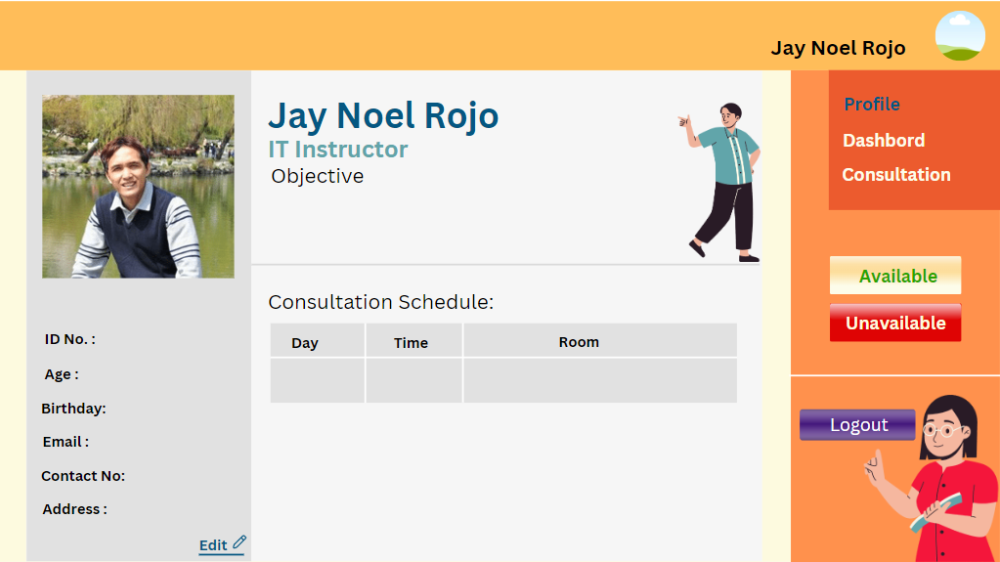 Jay Noel Rojo
Jay Noel Rojo
IT Instructor
Objective
ID No. :
Age :
Birthday:
Email :
Contact No:
Address :
Edit
Consultation Schedule:
Day Time Room
Profile
Dashbord
Consultation
Available
Unavailable
Logout